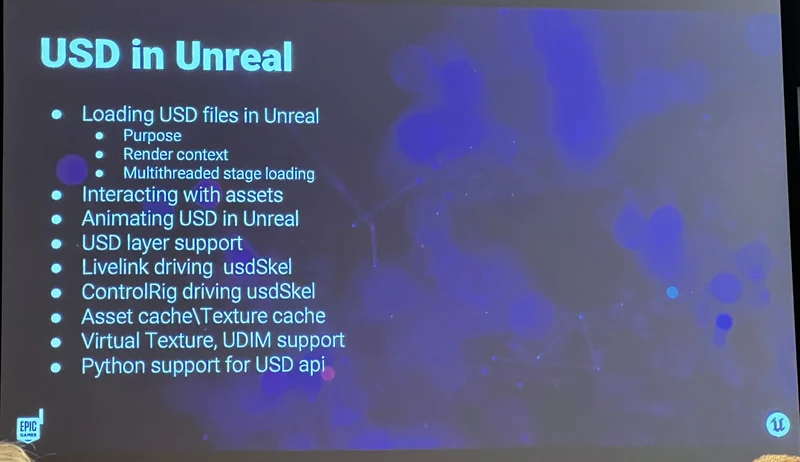 USD in Unreal
Loading USD files in Unreal
Purpose
Render context
Multithreaded stage loading
Interacting with assets
Animating USD in Unreal
USD layer support
Livelink driving usdSkel
ControlRig driving usdSkel
Asset cache\Texture cache
Virtual Texture, UDIM support
Python support for USD api
EPIC
GAMES